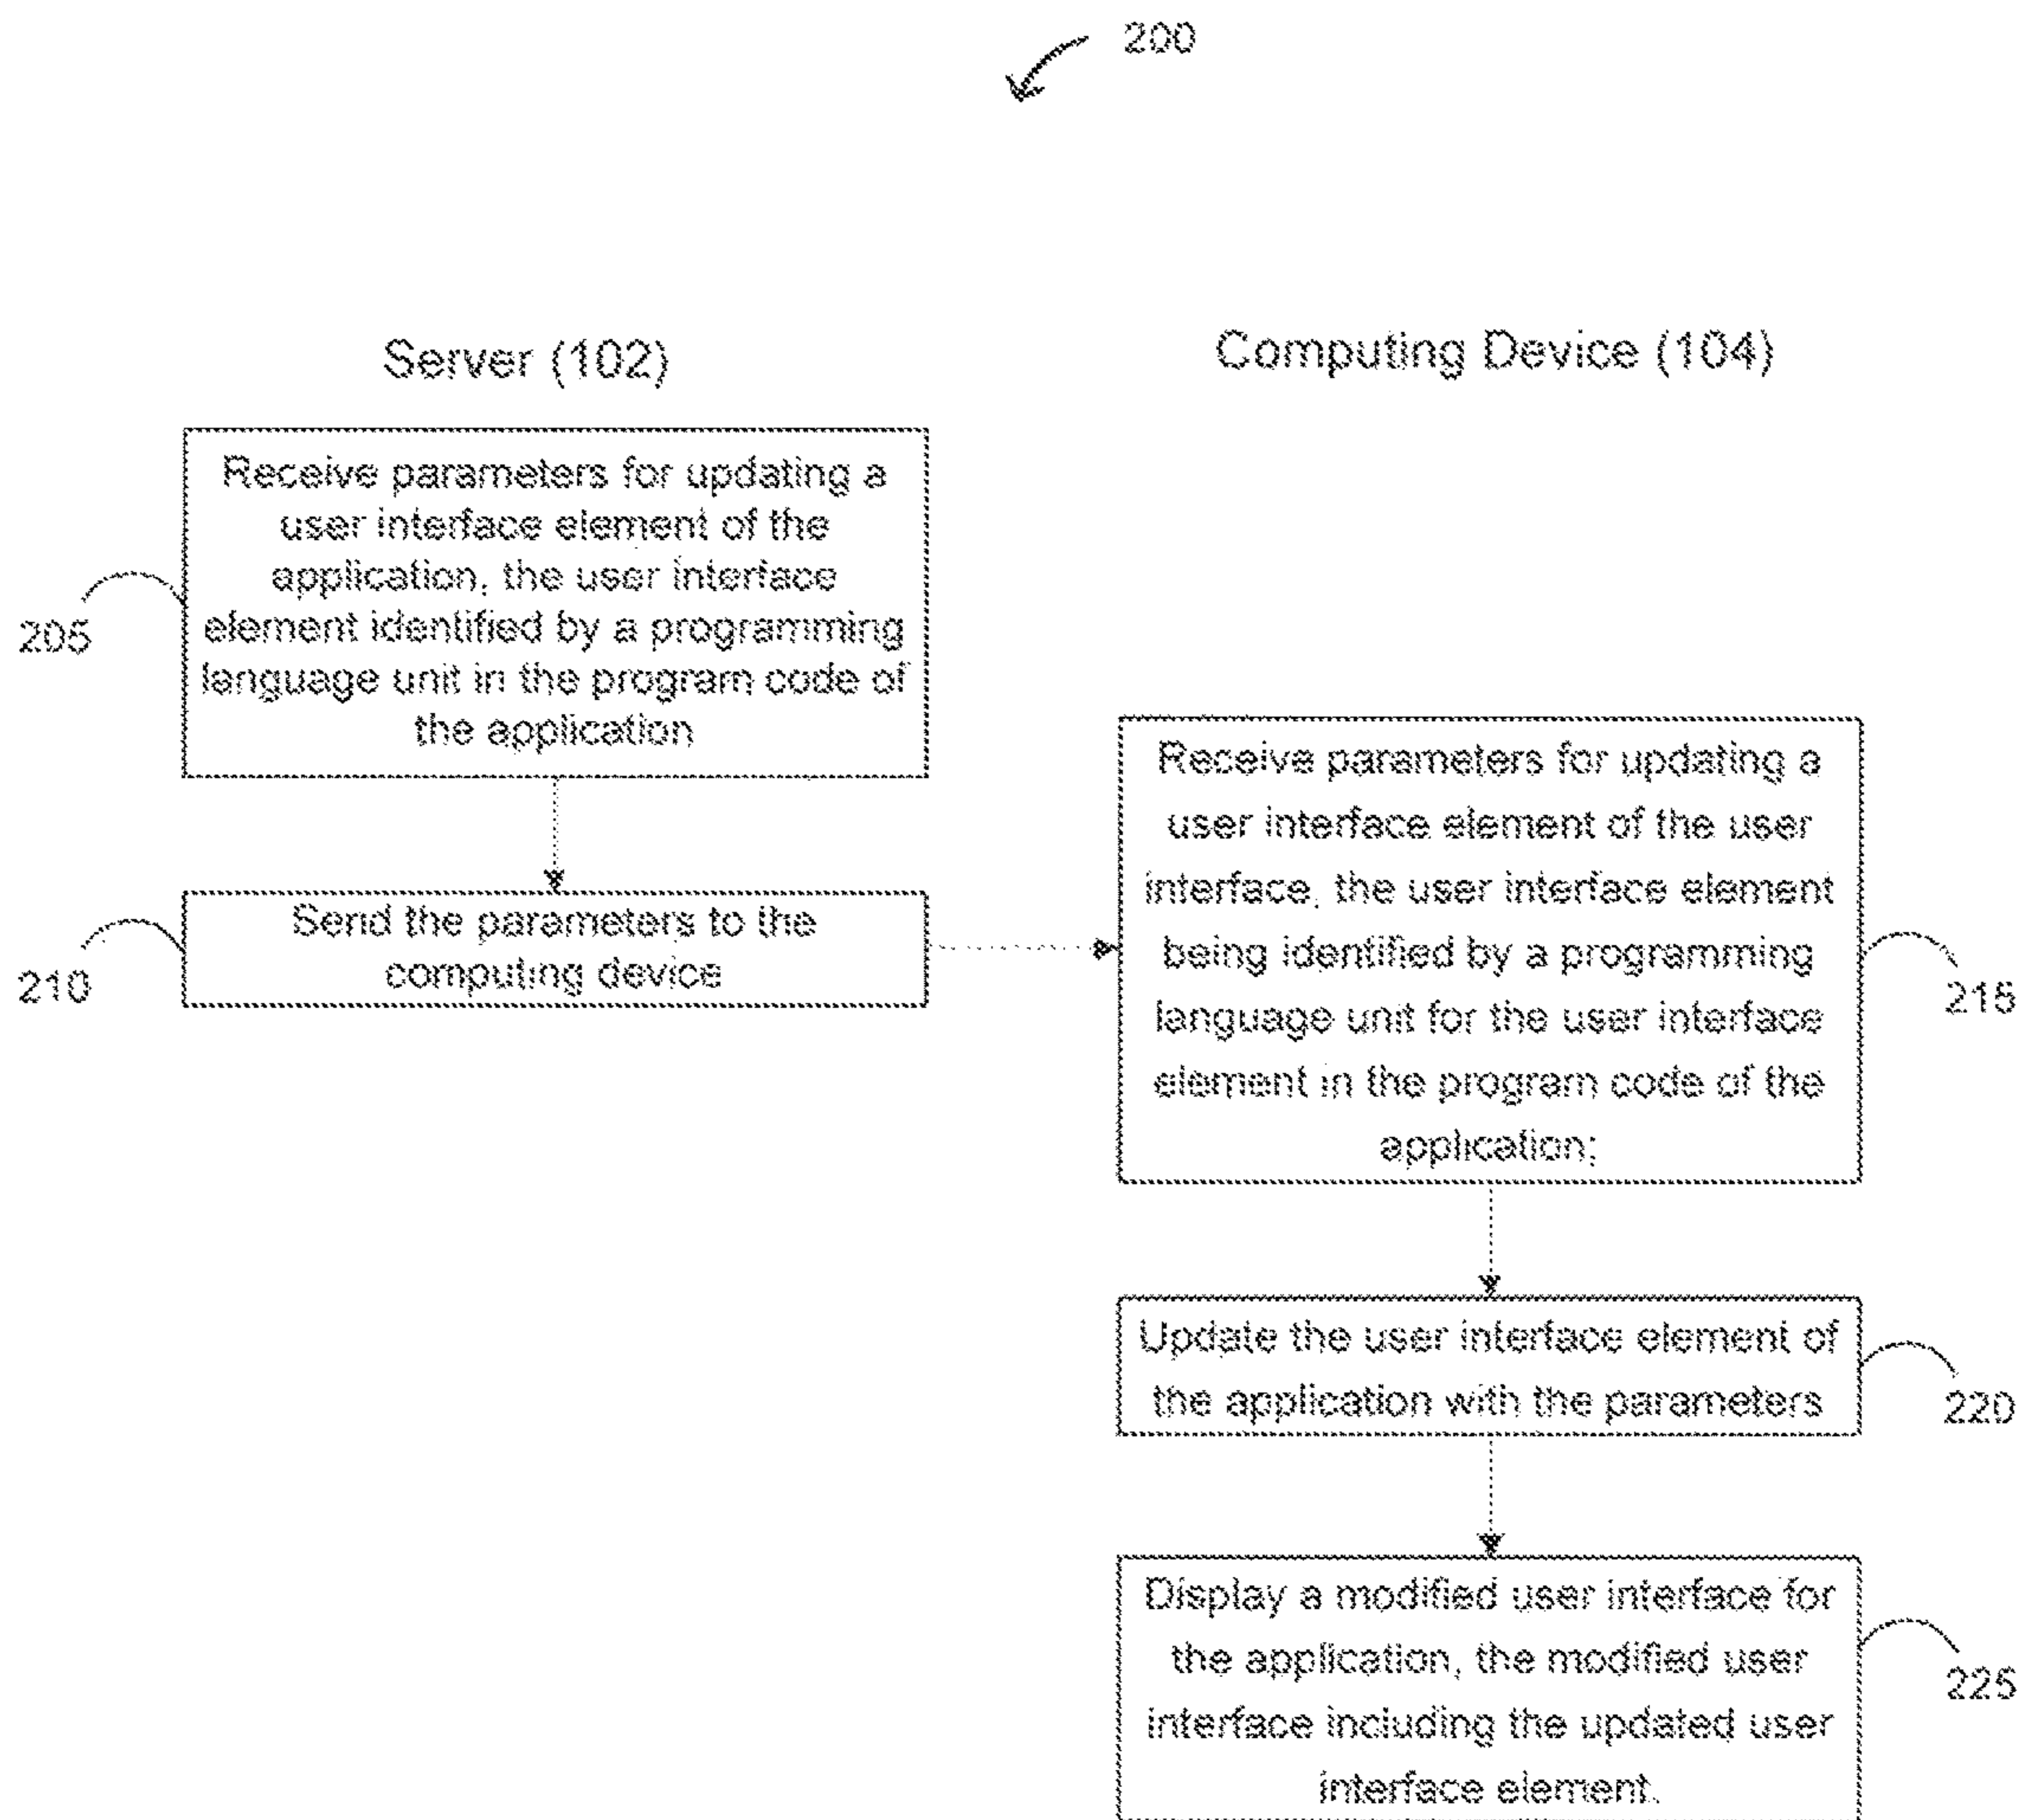 200
Server (102)
Computing Device (104)
Receive parameters for updating a
user interface element of the
application, the user interface
element identified by a programming
language unit in the program code of
the application
205
Send the parameters to the
computing device
210
Receive parameters for updating a
user interface element of the user
interface, the user interface element
being identified by a programming
language unit for the user interface
element in the program code of the
application;
215
Update the user interface element of
the application with the parameters
220
Display a modified user interface for
the application, the modified user
interface including the updated user
interface element.
225